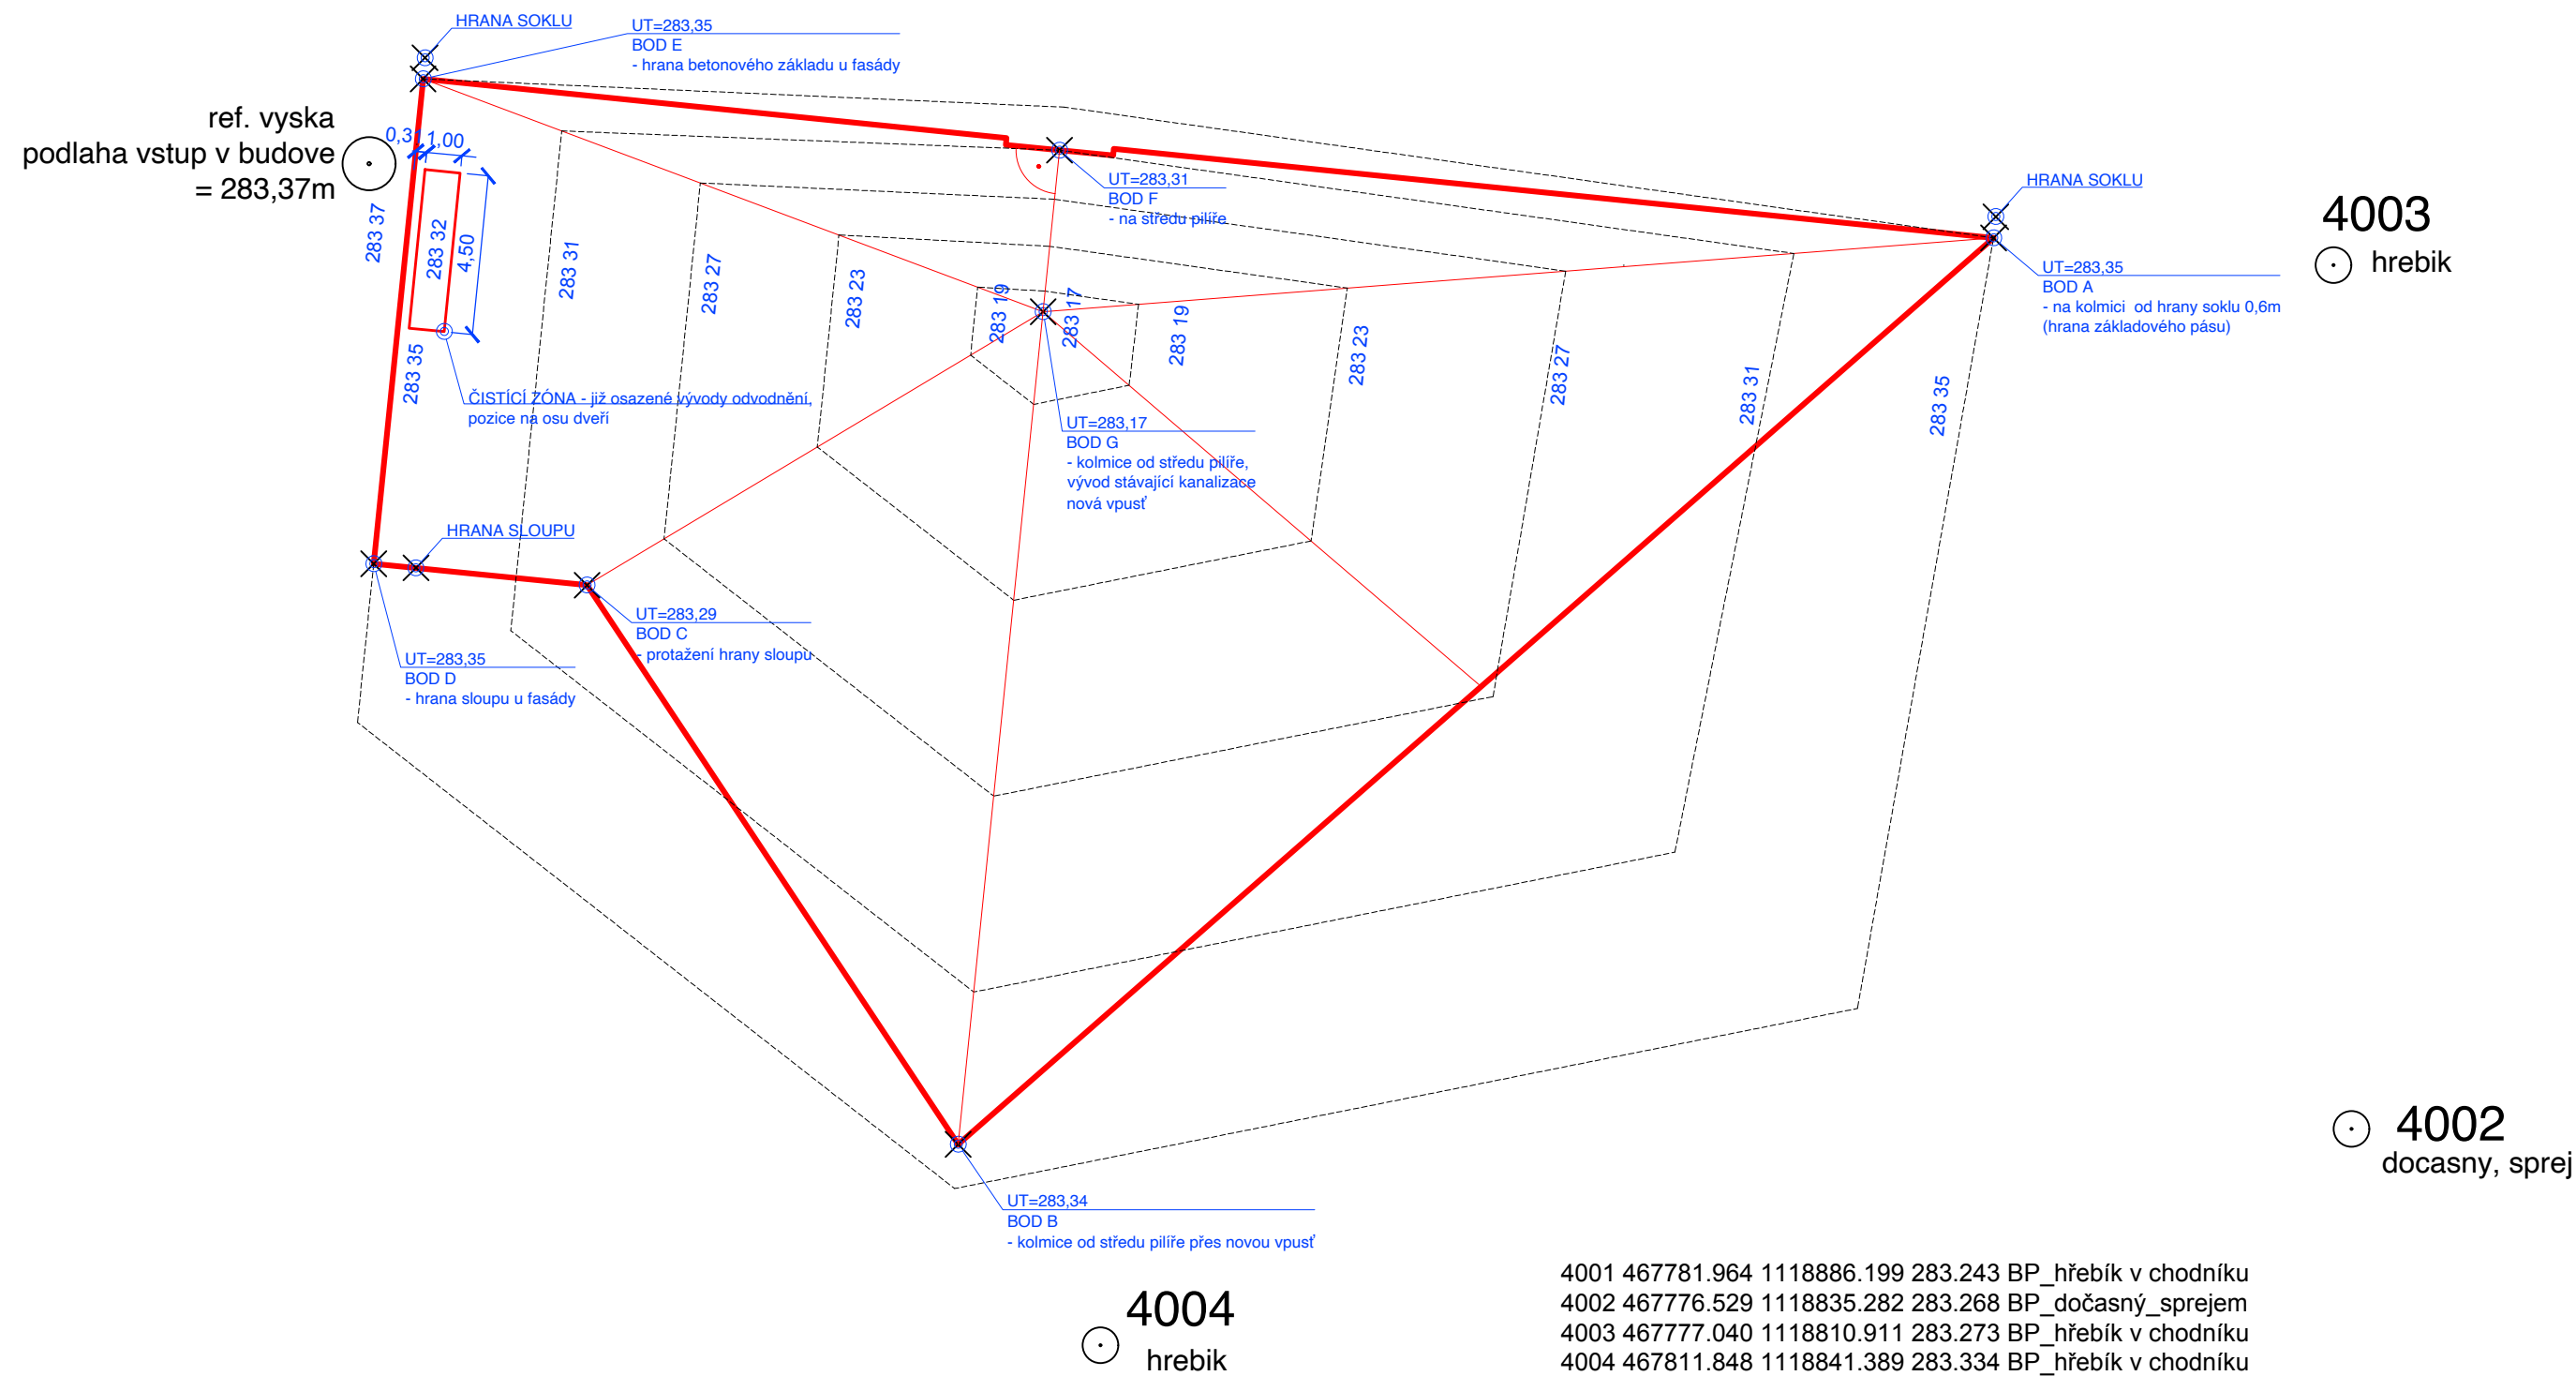 HRANA SOKLU
UT=283,35
BOD E
- hrana betonového základu u fasády
ref. vyska
podlaha vstup v budove
= 283,37m
0,31
1,00
4,50
283 37
283 32
283 35
283 31
283 27
283 23
283 19
283 17
283 19
283 23
283 27
283 31
283 35
UT=283,31
BOD F
- na středu pilíře
HRANA SOKLU
4003
hrebik
UT=283,35
BOD A
- na kolmici od hrany soklu 0,6m
(hrana základového pásu)
ČISTÍCÍ ZÓNA - již osazené vývody odvodnění,
pozice na osu dveří
UT=283,17
BOD G
- kolmice od středu pilíře,
vývod stávající kanalizace
nová vpusť
HRANA SLOUPU
UT=283,29
BOD C
- protažení hrany sloupu
UT=283,35
BOD D
- hrana sloupu u fasády
4002
docasny, sprej
UT=283,34
BOD B
- kolmice od středu pilíře přes novou vpusť
4004
hrebik
4001 467781.964 1118886.199 283.243 BP_hřebík v chodníku
4002 467776.529 1118835.282 283.268 BP_dočasný_sprejem
4003 467777.040 1118810.911 283.273 BP_hřebík v chodníku
4004 467811.848 1118841.389 283.334 BP_hřebík v chodníku